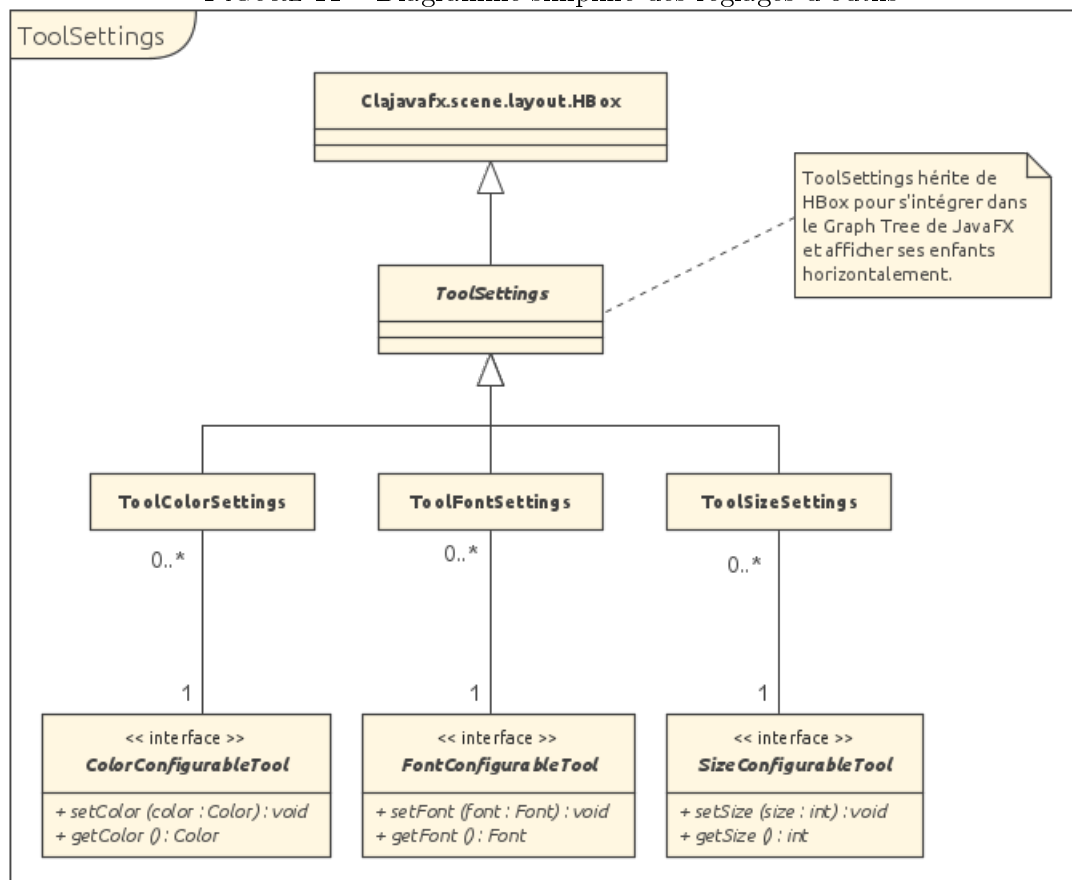 ToolSettings
Clajavafx.scene.layout.HBox
ToolSettings hérite de
HBox pour s'intégrer dans
le Graph Tree de JavaFX
et afficher ses enfants
horizontalement.
ToolSettings
ToolColorSettings
ToolFontSettings
ToolSizeSettings
0..*
0..*
0..*
1
1
1
<< interface >>
ColorConfigurableTool
+ setColor (color : Color) : void
+ getColor () : Color
<< interface >>
FontConfigurableTool
+ setFont (font : Font) : void
+ getFont () : Font
<< interface >>
SizeConfigurableTool
+ setSize (size : int) : void
+ getSize () : int